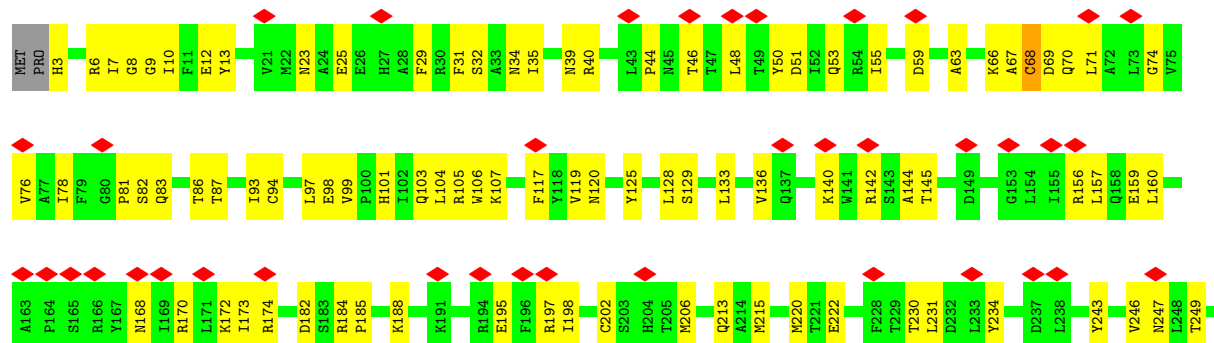 MET PRO H3 R6 I7 G8 G9 I10 F11 E12 Y13 V21 M22 N23 A24 E25 E26 H27 A28 F29 R30 F31 S32 A33 N34 I35 N39 R40 L43 P44 N45 T46 T47 L48 T49 Y50 D51 I52 Q53 R54 I55 D59 A63 K66 A67 C68 D69 Q70 L71 A72 L73 G74 V75
V76 A77 I78 F79 G80 P81 S82 Q83 T86 T87 I93 C94 L97 E98 V99 P100 H101 I102 Q103 L104 R105 W106 K107 F117 Y118 V119 N120 Y125 L128 S129 L133 V136 Q137 K140 W141 R142 S143 A144 T145 D149 G153 L154 I155 R156 L157 Q158 E159 L160
A163 P164 S165 R166 Y167 N168 I169 R170 L171 K172 I173 R174 D182 S183 R184 P185 K188 K191 R194 E195 F196 R197 I198 C202 S203 H204 T205 M206 Q213 A214 M215 M220 T221 E222 F228 T229 T230 L231 D232 L233 Y234 D237 L238 Y243 V246 N247 L248 T249